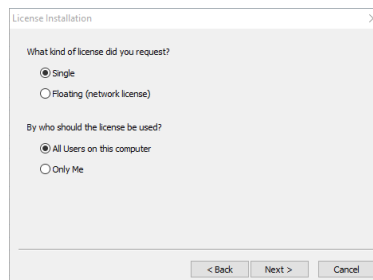 License Installation
What kind of license did you request?
Single
Floating (network license)
By who should the license be used?
All Users on this computer
Only Me
< Back
Next >
Cancel